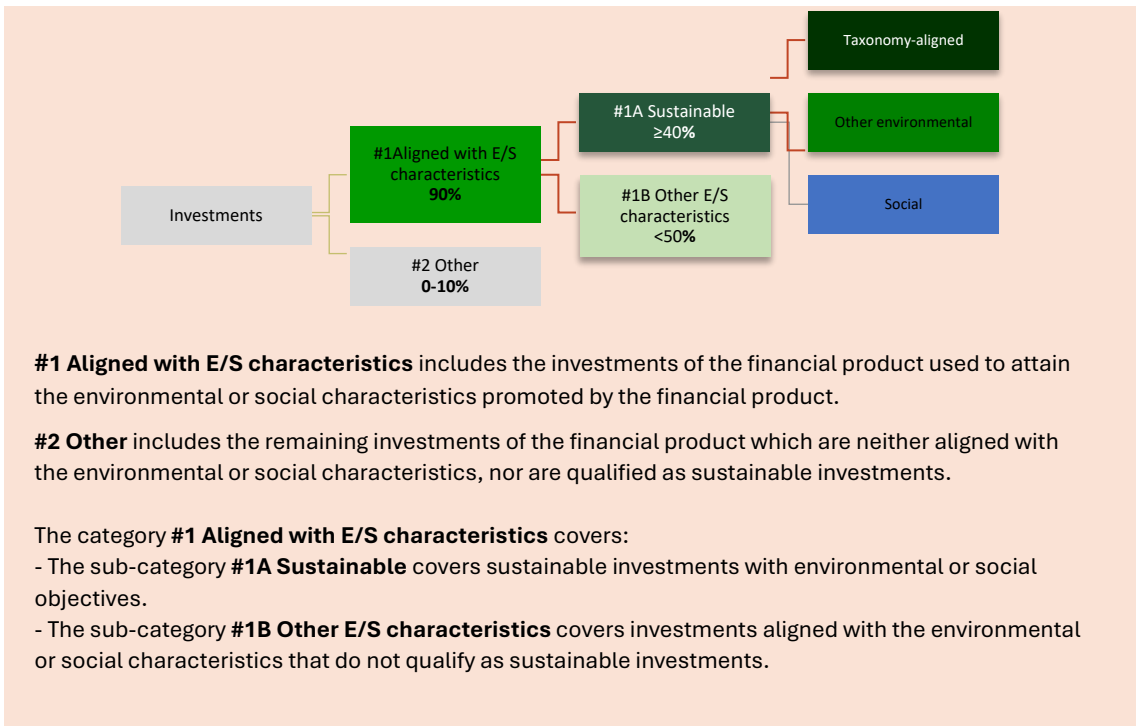 Taxonomy-aligned
#1A Sustainable
≥40%
Other environmental
#1Aligned with E/S
characteristics
90%
#1B Other E/S
characteristics
<50%
Social
Investments
#2 Other
0-10%
#1 Aligned with E/S characteristics includes the investments of the financial product used to attain
the environmental or social characteristics promoted by the financial product.
#2 Other includes the remaining investments of the financial product which are neither aligned with
the environmental or social characteristics, nor are qualified as sustainable investments.
The category #1 Aligned with E/S characteristics covers:
- The sub-category #1A Sustainable covers sustainable investments with environmental or social
objectives.
- The sub-category #1B Other E/S characteristics covers investments aligned with the environmental
or social characteristics that do not qualify as sustainable investments.